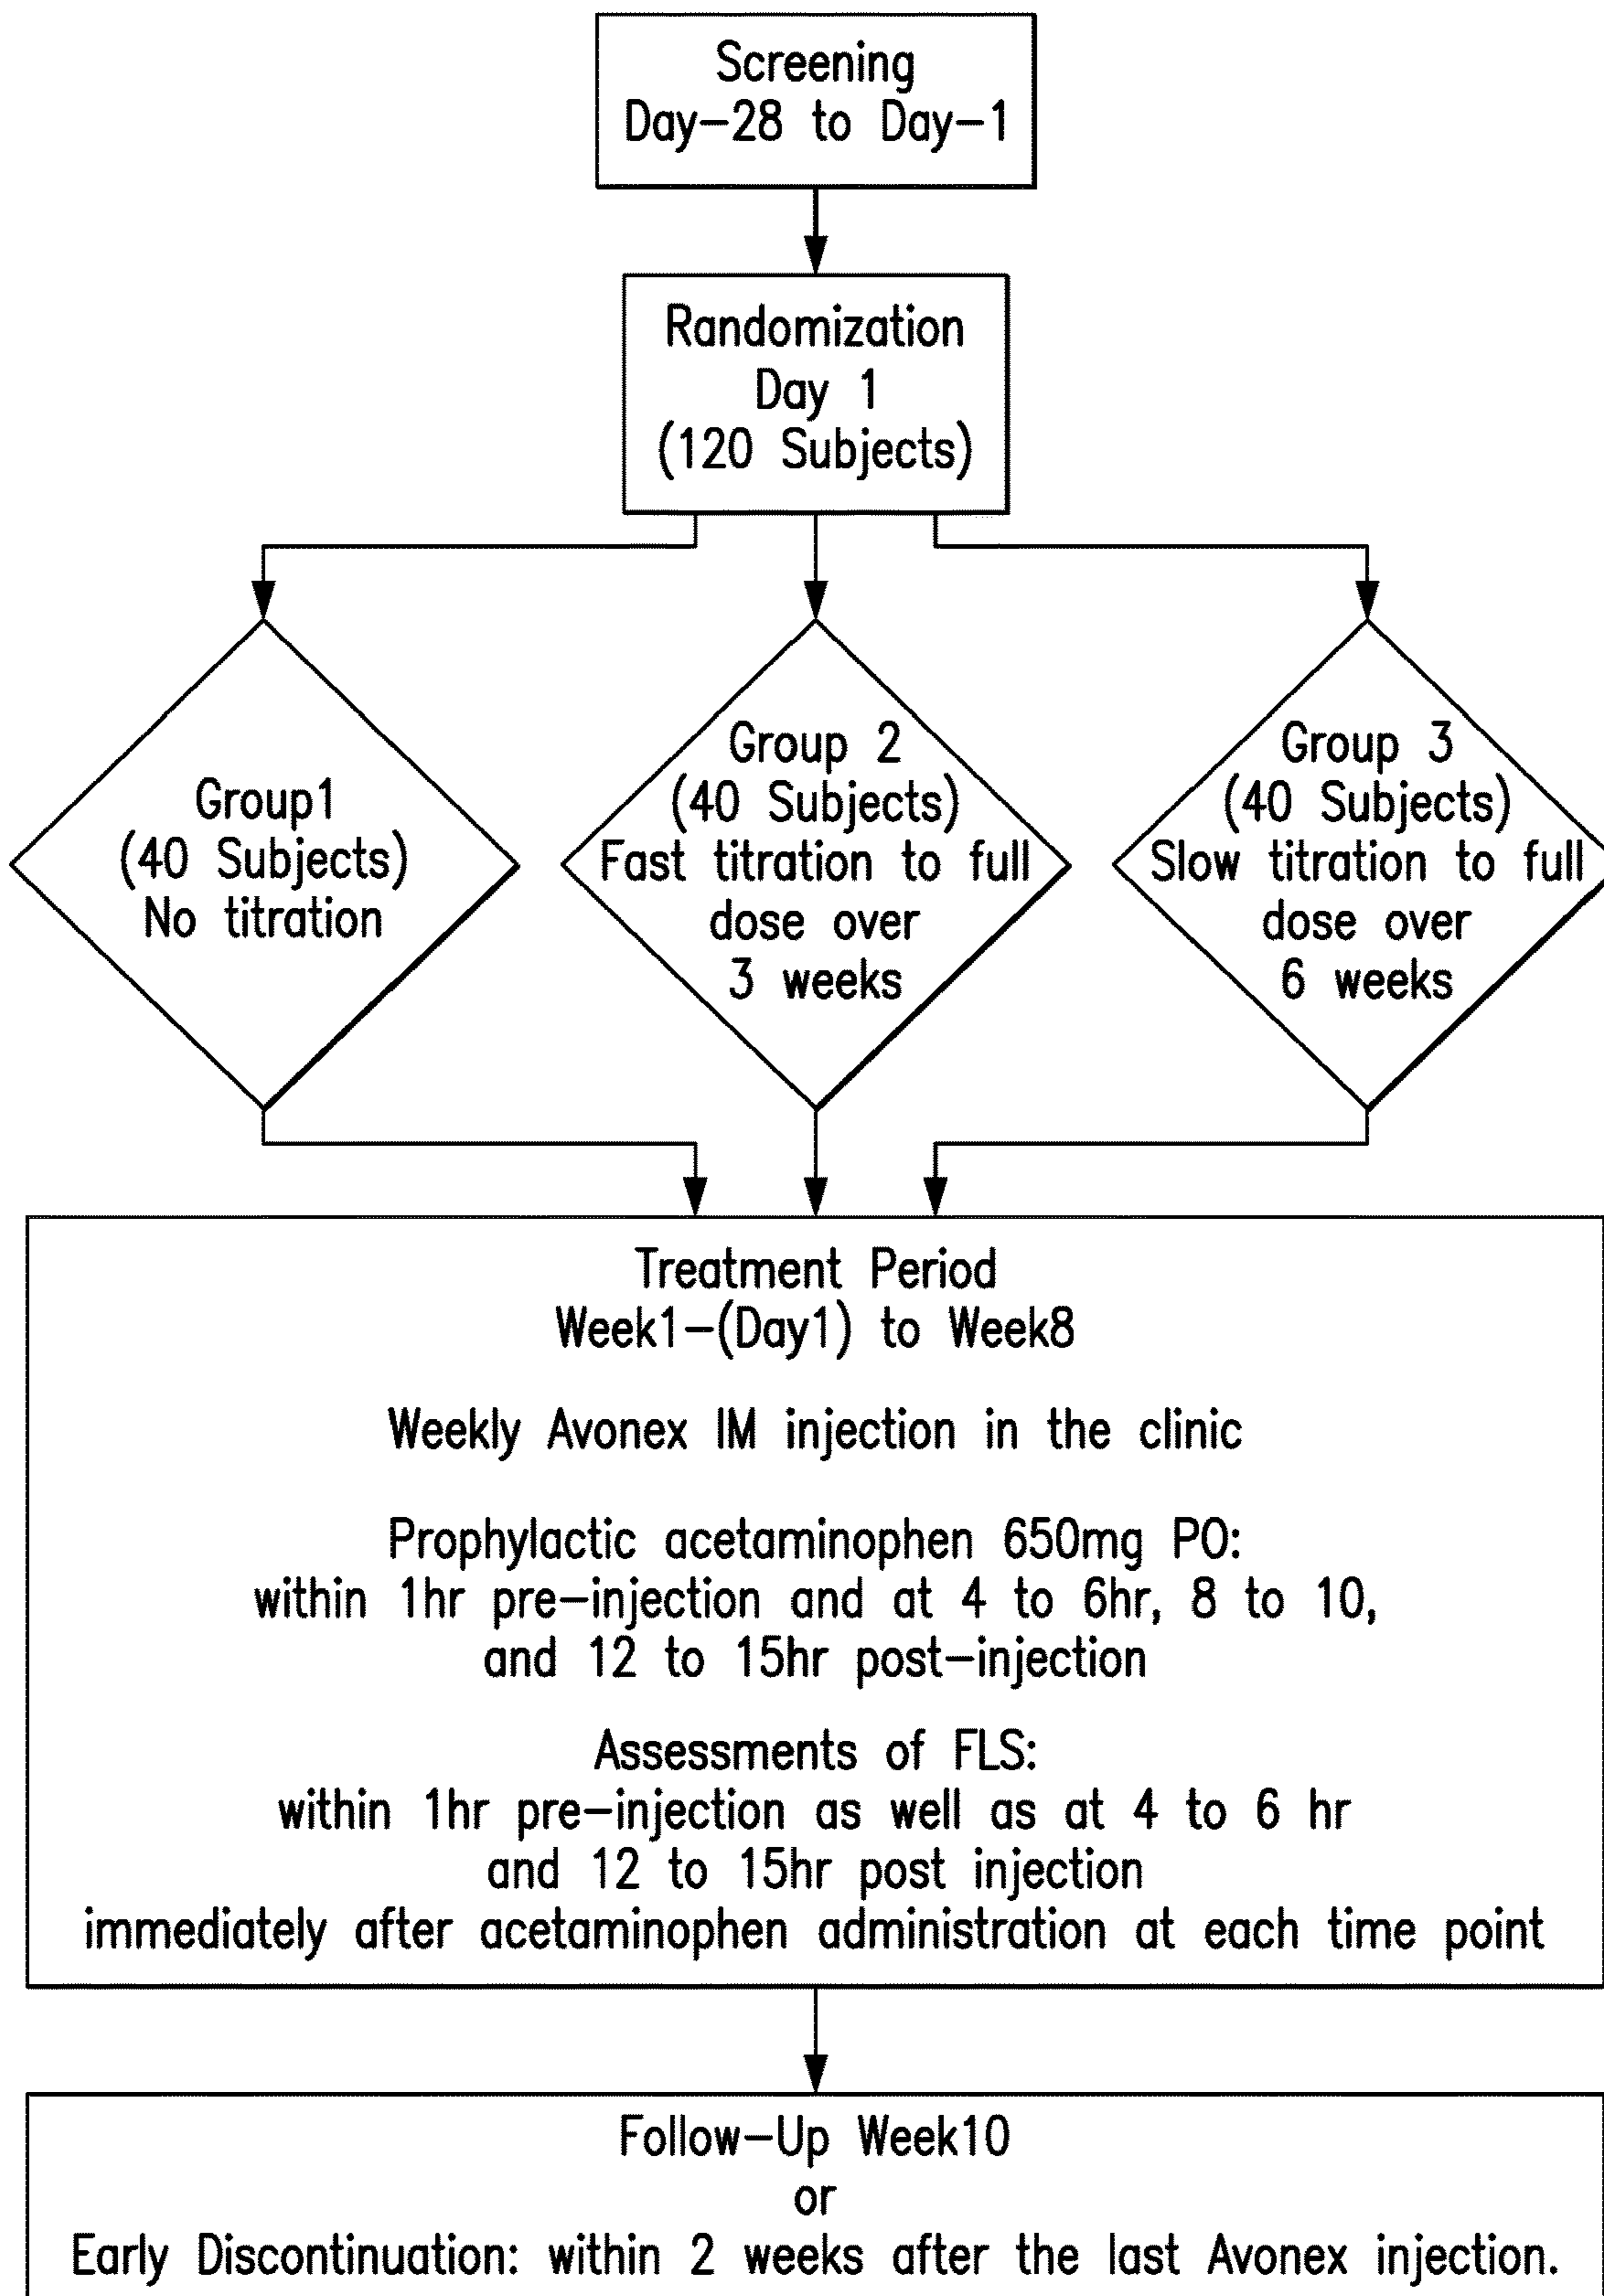 Screening
Day-28 to Day-1
Randomization
Day 1
(120 Subjects)
Group1
(40 Subjects)
No titration
Group 2
(40 Subjects)
Fast titration to full
dose over
3 weeks
Group 3
(40 Subjects)
Slow titration to full
dose over
6 weeks
Treatment Period
Week1-(Day1) to Week8
Weekly Avonex IM injection in the clinic
Prophylactic acetaminophen 650mg PO:
within 1hr pre-injection and at 4 to 6hr, 8 to 10,
and 12 to 15hr post-injection
Assessments of FLS:
within 1hr pre-injection as well as at 4 to 6 hr
and 12 to 15hr post injection
immediately after acetaminophen administration at each time point
Follow-Up Week10
or
Early Discontinuation: within 2 weeks after the last Avonex injection.